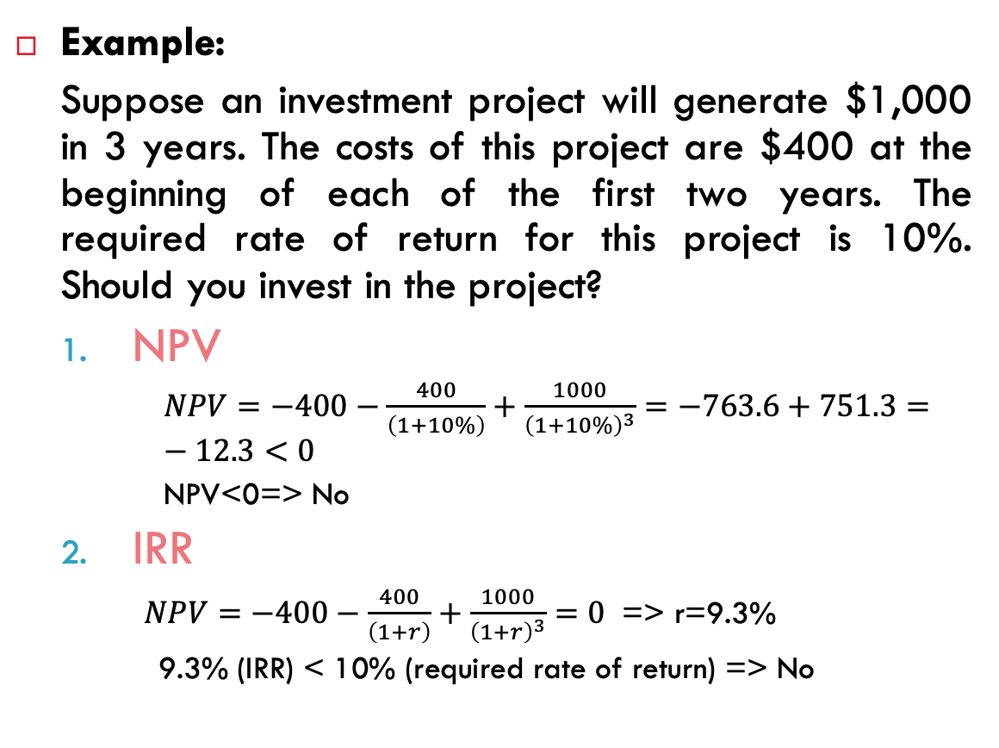 Example:
Suppose an investment project will generate $1,000
in 3 years. The costs of this project are $400 at the
beginning of each of the first two years. The
required rate of return for this project is 10%.
Should you invest in the project?
1. NPV
NPV = −400 − 400/(1+10%) + 1000/(1+10%)³ = −763.6 + 751.3 =
− 12.3 < 0
NPV<0=> No
2. IRR
NPV = −400 − 400/(1+r) + 1000/(1+r)³ = 0 => r=9.3%
9.3% (IRR) < 10% (required rate of return) => No